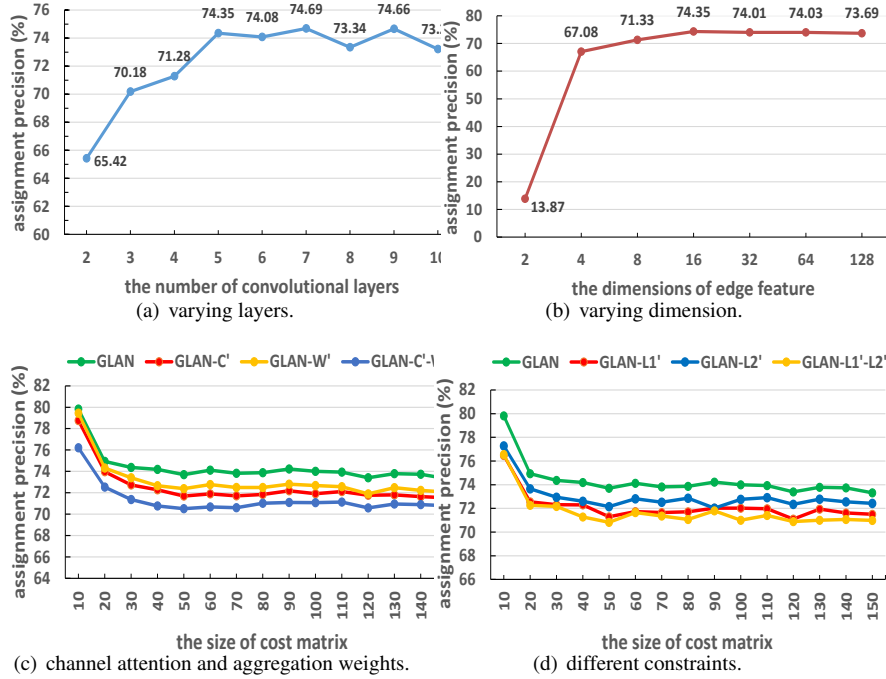 assignment precision (%)
76
74
72
70
68
66
64
62
60
65.42
70.18
71.28
74.35
74.08
74.69
73.34
74.66
2 3 4 5 6 7 8 9 10
the number of convolutional layers
(a) varying layers.
assignment precision (%)
80
70
60
50
40
30
20
10
0
13.87
67.08
71.33
74.35
74.01
74.03
73.69
2 4 8 16 32 64 128
the dimensions of edge feature
(b) varying dimension.
GLAN GLAN-C' GLAN-W' GLAN-C'-
assignment precision (%)
82
80
78
76
74
72
70
68
66
64
10 20 30 40 50 60 70 80 90 100 110 120 130 140
the size of cost matrix
(c) channel attention and aggregation weights.
GLAN GLAN-L1' GLAN-L2' GLAN-L1'-L2'
assignment precision (%)
82
80
78
76
74
72
70
68
66
10 20 30 40 50 60 70 80 90 100 110 120 130 140 150
the size of cost matrix
(d) different constraints.